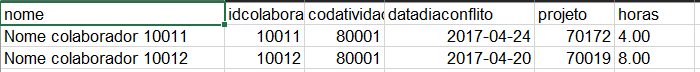 nome idcolabora codatividad datadiaconflito projeto horas
Nome colaborador 10011 10011 80001 2017-04-24 70172 4.00
Nome colaborador 10012 10012 80001 2017-04-20 70019 8.00